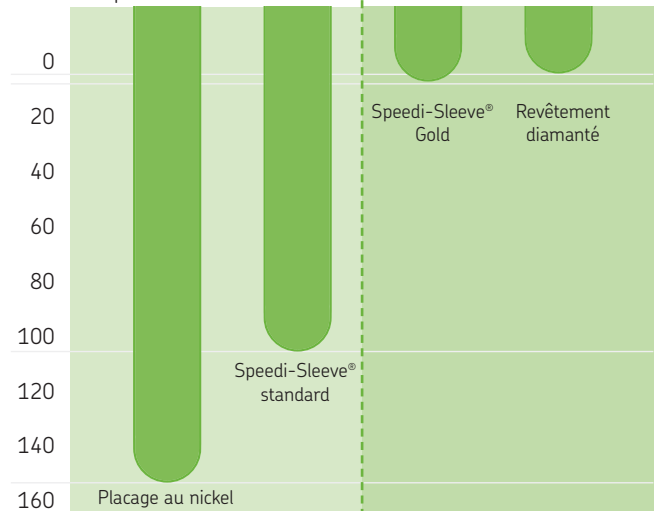 0
20
40
60
80
100
120
140
160
Speedi-Sleeve®
Gold
Revêtement
diamanté
Speedi-Sleeve®
standard
Placage au nickel